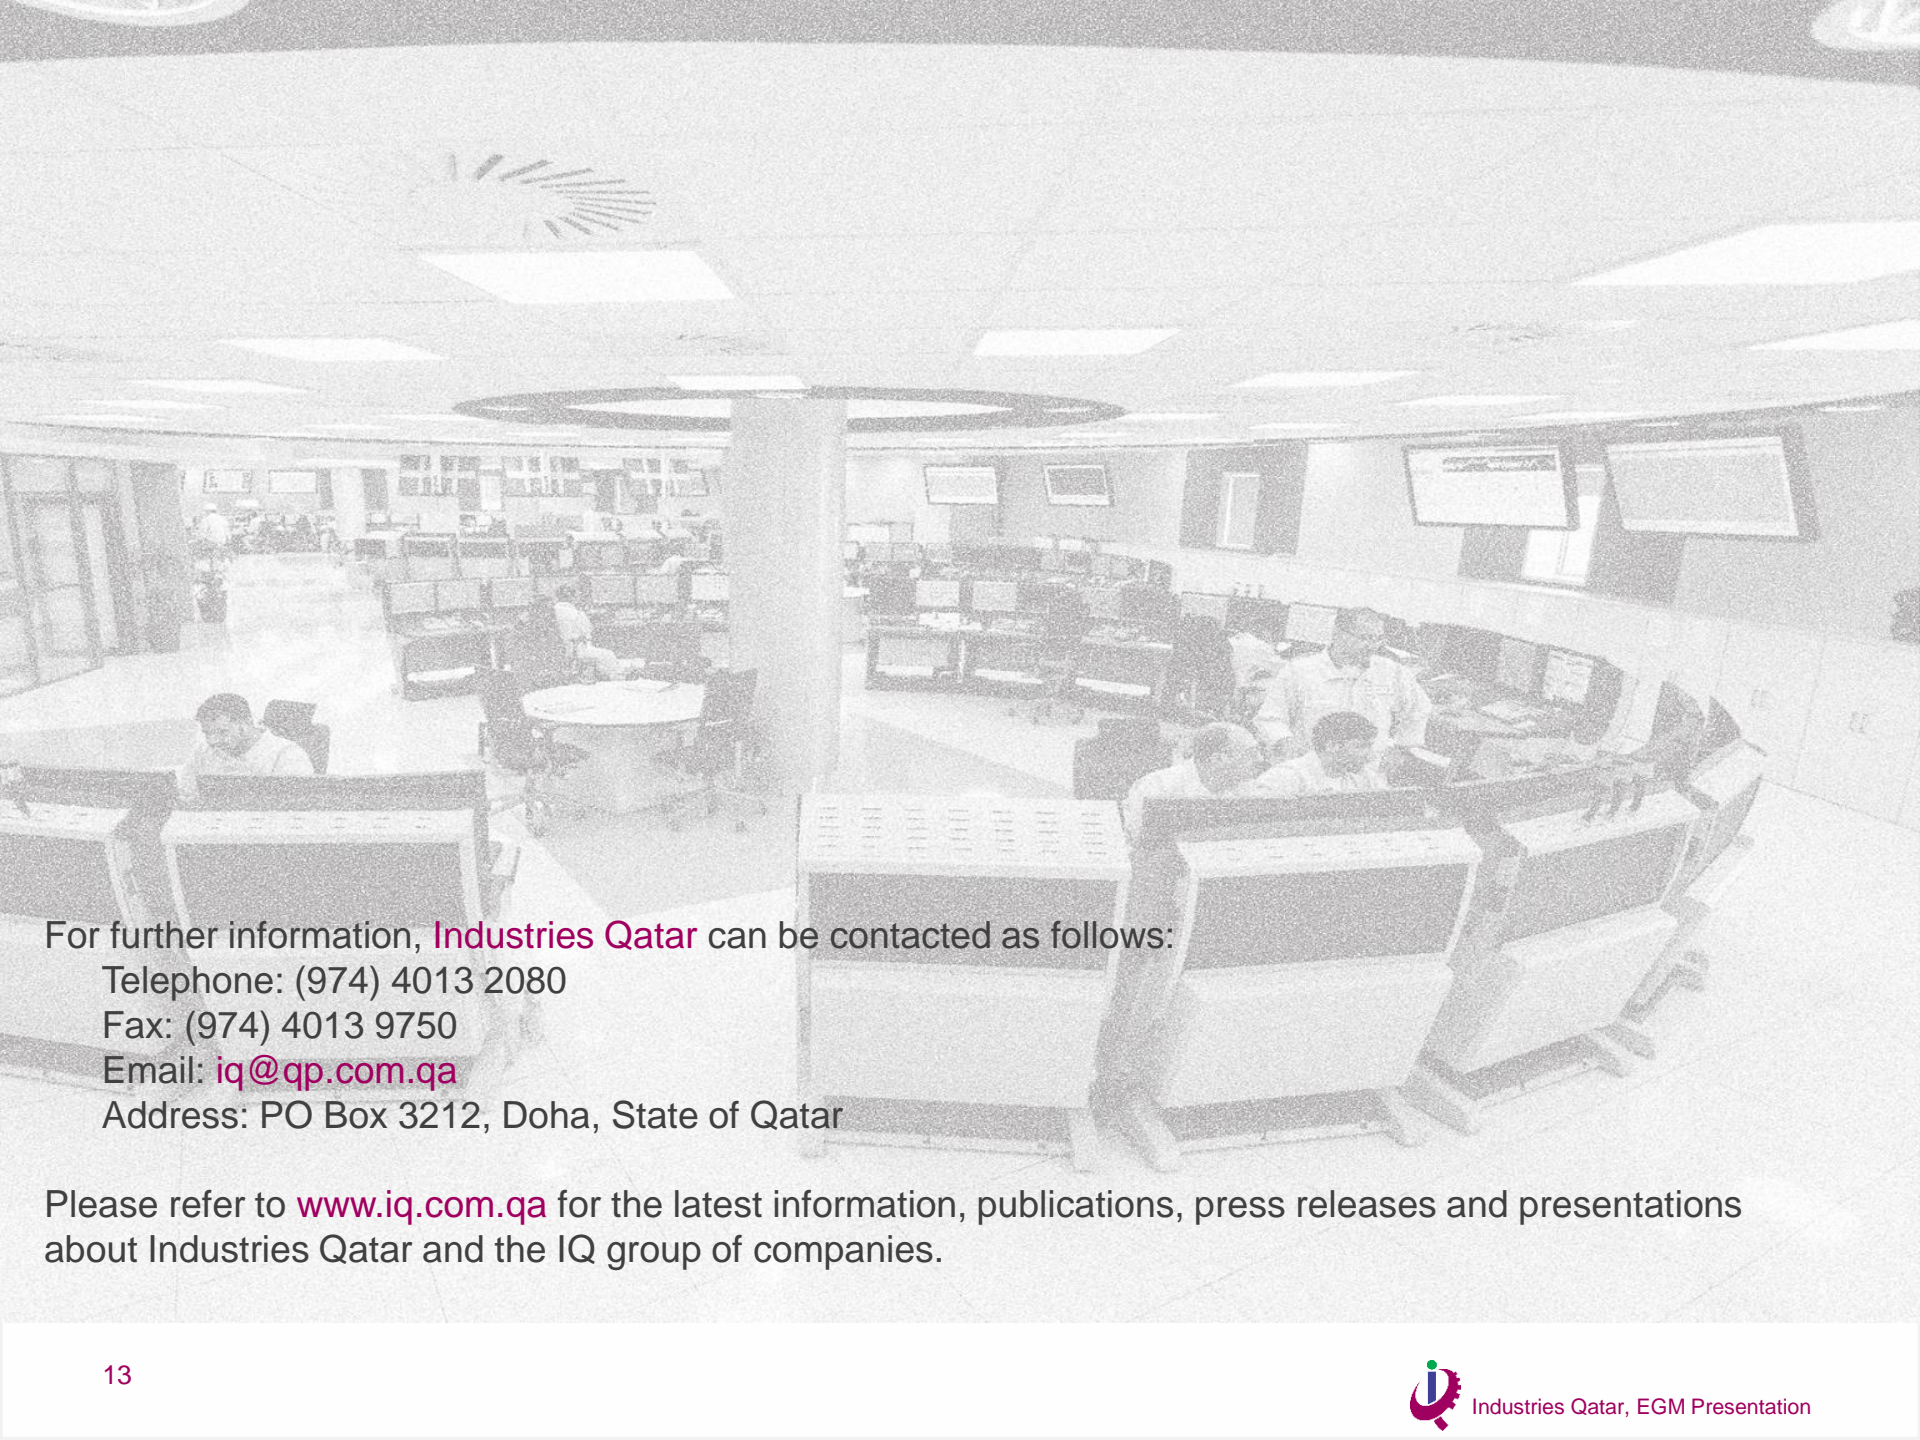 For further information, Industries Qatar can be contacted as follows:
Telephone: (974) 4013 2080
Fax: (974) 4013 9750
Email: iq@qp.com.qa
Address: PO Box 3212, Doha, State of Qatar
Please refer to www.iq.com.qa for the latest information, publications, press releases and presentations
about Industries Qatar and the IQ group of companies.
13
Industries Qatar, EGM Presentation